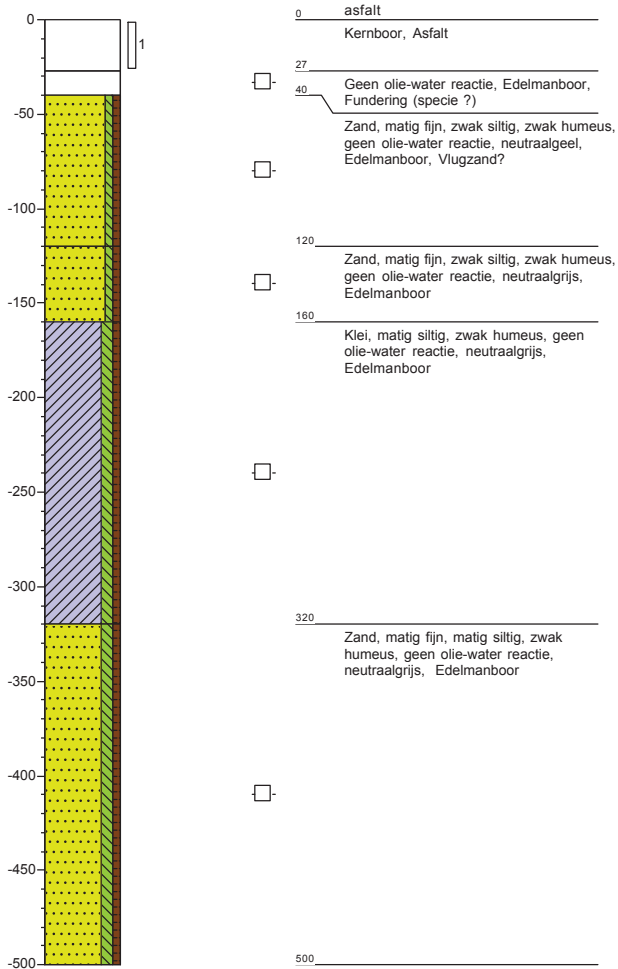 0
-50
-100
-150
-200
-250
-300
-350
-400
-450
-500
1
0 asfalt
Kernboor, Asfalt
27
Geen olie-water reactie, Edelmanboor,
Fundering (specie ?)
40
Zand, matig fijn, zwak siltig, zwak humeus,
geen olie-water reactie, neutraalgeel,
Edelmanboor, Vlugzand?
120
Zand, matig fijn, zwak siltig, zwak humeus,
geen olie-water reactie, neutraalgrijs,
Edelmanboor
160
Klei, matig siltig, zwak humeus, geen
olie-water reactie, neutraalgrijs,
Edelmanboor
320
Zand, matig fijn, matig siltig, zwak
humeus, geen olie-water reactie,
neutraalgrijs, Edelmanboor
500